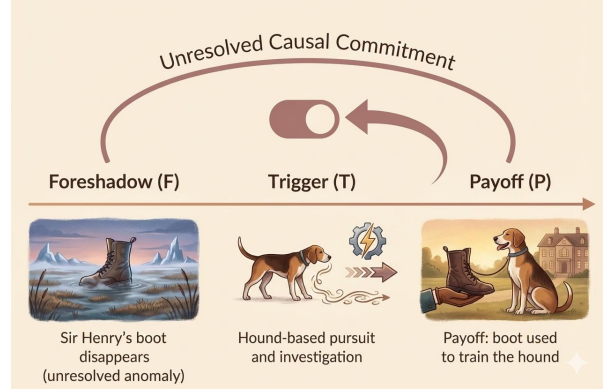 Unresolved Causal Commitment
Foreshadow (F)
Trigger (T)
Payoff (P)
Sir Henry's boot
disappears
(unresolved anomaly)
Hound-based pursuit
and investigation
Payoff: boot used
to train the hound